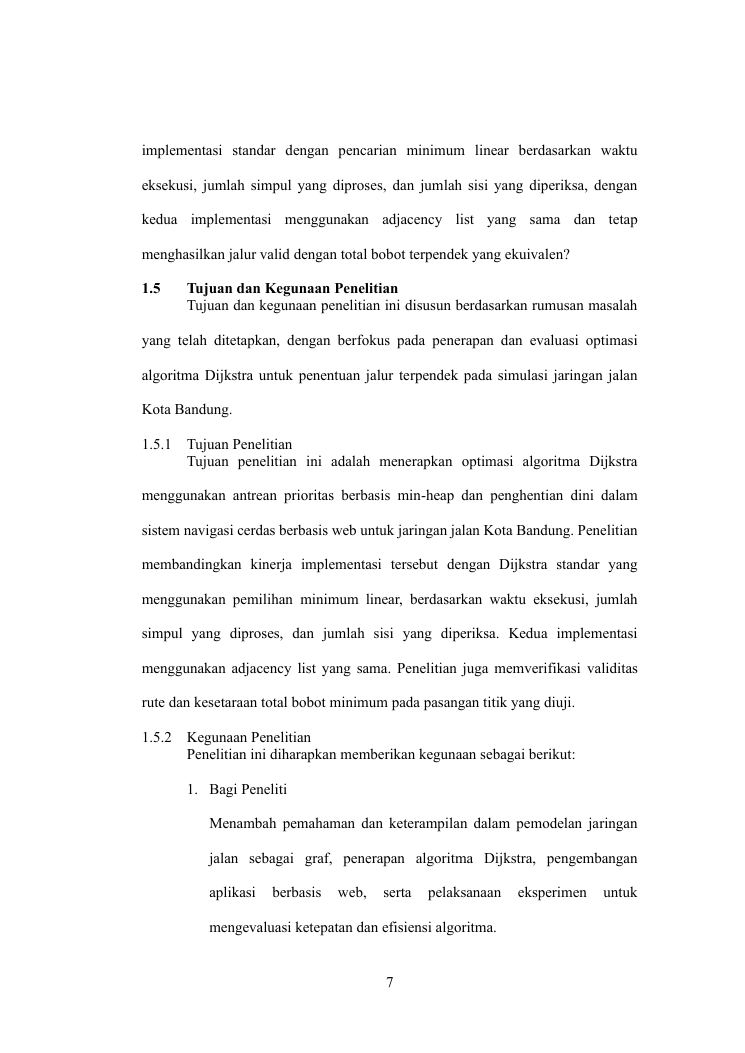 implementasi standar dengan pencarian minimum linear berdasarkan waktu
eksekusi, jumlah simpul yang diproses, dan jumlah sisi yang diperiksa, dengan
kedua implementasi menggunakan adjacency list yang sama dan tetap
menghasilkan jalur valid dengan total bobot terpendek yang ekuivalen?
1.5 Tujuan dan Kegunaan Penelitian
Tujuan dan kegunaan penelitian ini disusun berdasarkan rumusan masalah
yang telah ditetapkan, dengan berfokus pada penerapan dan evaluasi optimasi
algoritma Dijkstra untuk penentuan jalur terpendek pada simulasi jaringan jalan
Kota Bandung.
1.5.1 Tujuan Penelitian
Tujuan penelitian ini adalah menerapkan optimasi algoritma Dijkstra
menggunakan antrean prioritas berbasis min-heap dan penghentian dini dalam
sistem navigasi cerdas berbasis web untuk jaringan jalan Kota Bandung. Penelitian
membandingkan kinerja implementasi tersebut dengan Dijkstra standar yang
menggunakan pemilihan minimum linear, berdasarkan waktu eksekusi, jumlah
simpul yang diproses, dan jumlah sisi yang diperiksa. Kedua implementasi
menggunakan adjacency list yang sama. Penelitian juga memverifikasi validitas
rute dan kesetaraan total bobot minimum pada pasangan titik yang diuji.
1.5.2 Kegunaan Penelitian
Penelitian ini diharapkan memberikan kegunaan sebagai berikut:
1. Bagi Peneliti
Menambah pemahaman dan keterampilan dalam pemodelan jaringan
jalan sebagai graf, penerapan algoritma Dijkstra, pengembangan
aplikasi berbasis web, serta pelaksanaan eksperimen untuk
mengevaluasi ketepatan dan efisiensi algoritma.
7